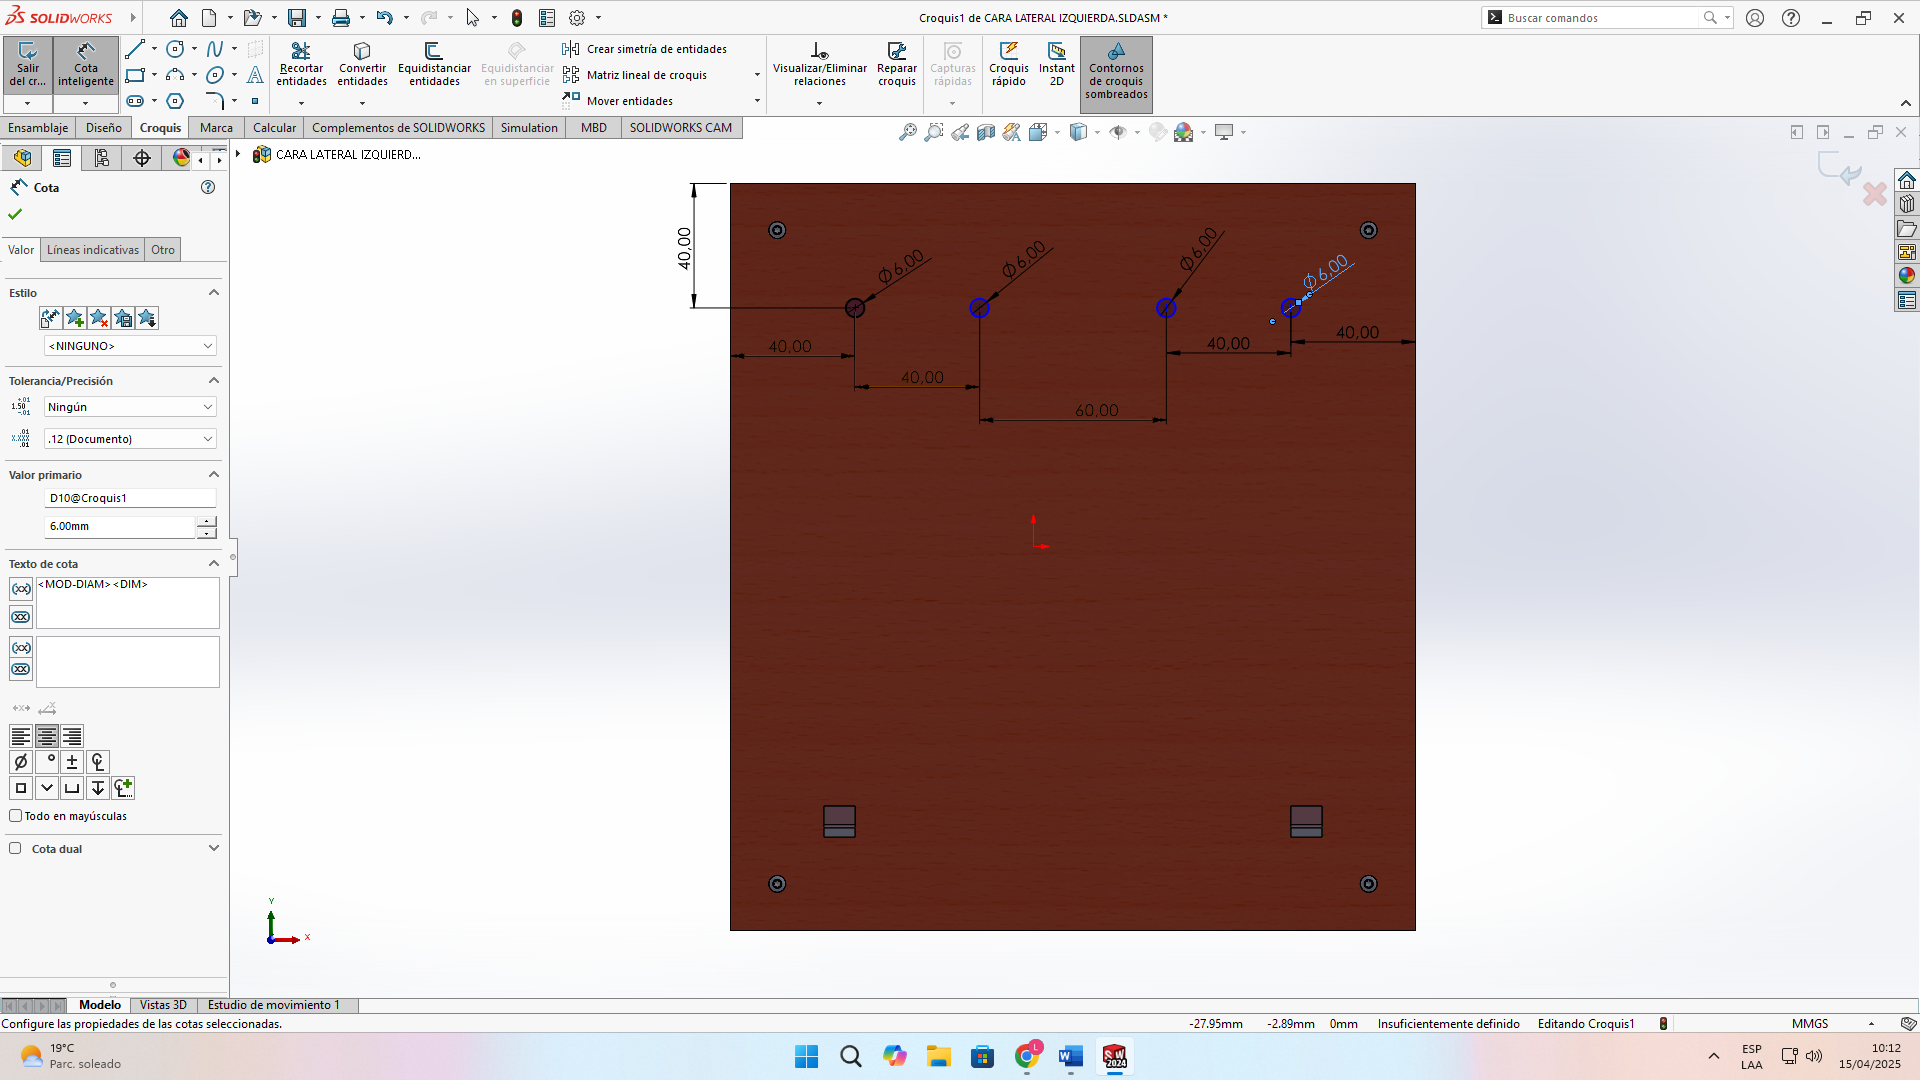 SOLIDWORKS
Croquis1 de CARA LATERAL IZQUIERDA.SLDASM *
Buscar comandos
Salir del cr...
Cota inteligente
Recortar entidades
Convertir entidades
Equidistanciar entidades
Equidistanciar en superficie
Crear simetría de entidades
Matriz lineal de croquis
Mover entidades
Visualizar/Eliminar relaciones
Reparar croquis
Capturas rápidas
Croquis rápido
Instant 2D
Contornos de croquis sombreados
Ensamblaje
Diseño
Croquis
Marca
Calcular
Complementos de SOLIDWORKS
Simulation
MBD
SOLIDWORKS CAM
CARA LATERAL IZQUIERD...
Cota
Valor
Líneas indicativas
Otro
Estilo
<NINGUNO>
Tolerancia/Precisión
Ningún
.12 (Documento)
Valor primario
D10@Croquis1
6.00mm
Texto de cota
<MOD-DIAM><DIM>
Todo en mayúsculas
Cota dual
40,00
∅6,00
∅6,00
∅6,00
∅6,00
40,00
40,00
60,00
40,00
40,00
Y
X
Modelo
Vistas 3D
Estudio de movimiento 1
Configure las propiedades de las cotas seleccionadas.
-27.95mm
-2.89mm
0mm
Insuficientemente definido
Editando Croquis1
MMGS
19°C
Parc. soleado
L
2024
ESP
LAA
10:12
15/04/2025